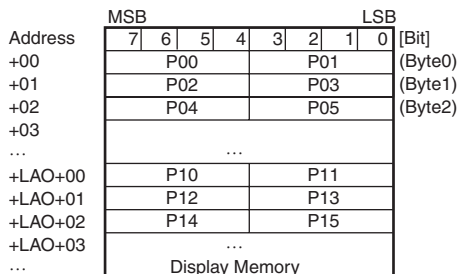 MSB LSB
Address 7 6 5 4 3 2 1 0 [Bit]
+00 P00 P01 (Byte0)
+01 P02 P03 (Byte1)
+02 P04 P05 (Byte2)
+03
… …
+LAO+00 P10 P11
+LAO+01 P12 P13
+LAO+02 P14 P15
+LAO+03 …
… Display Memory